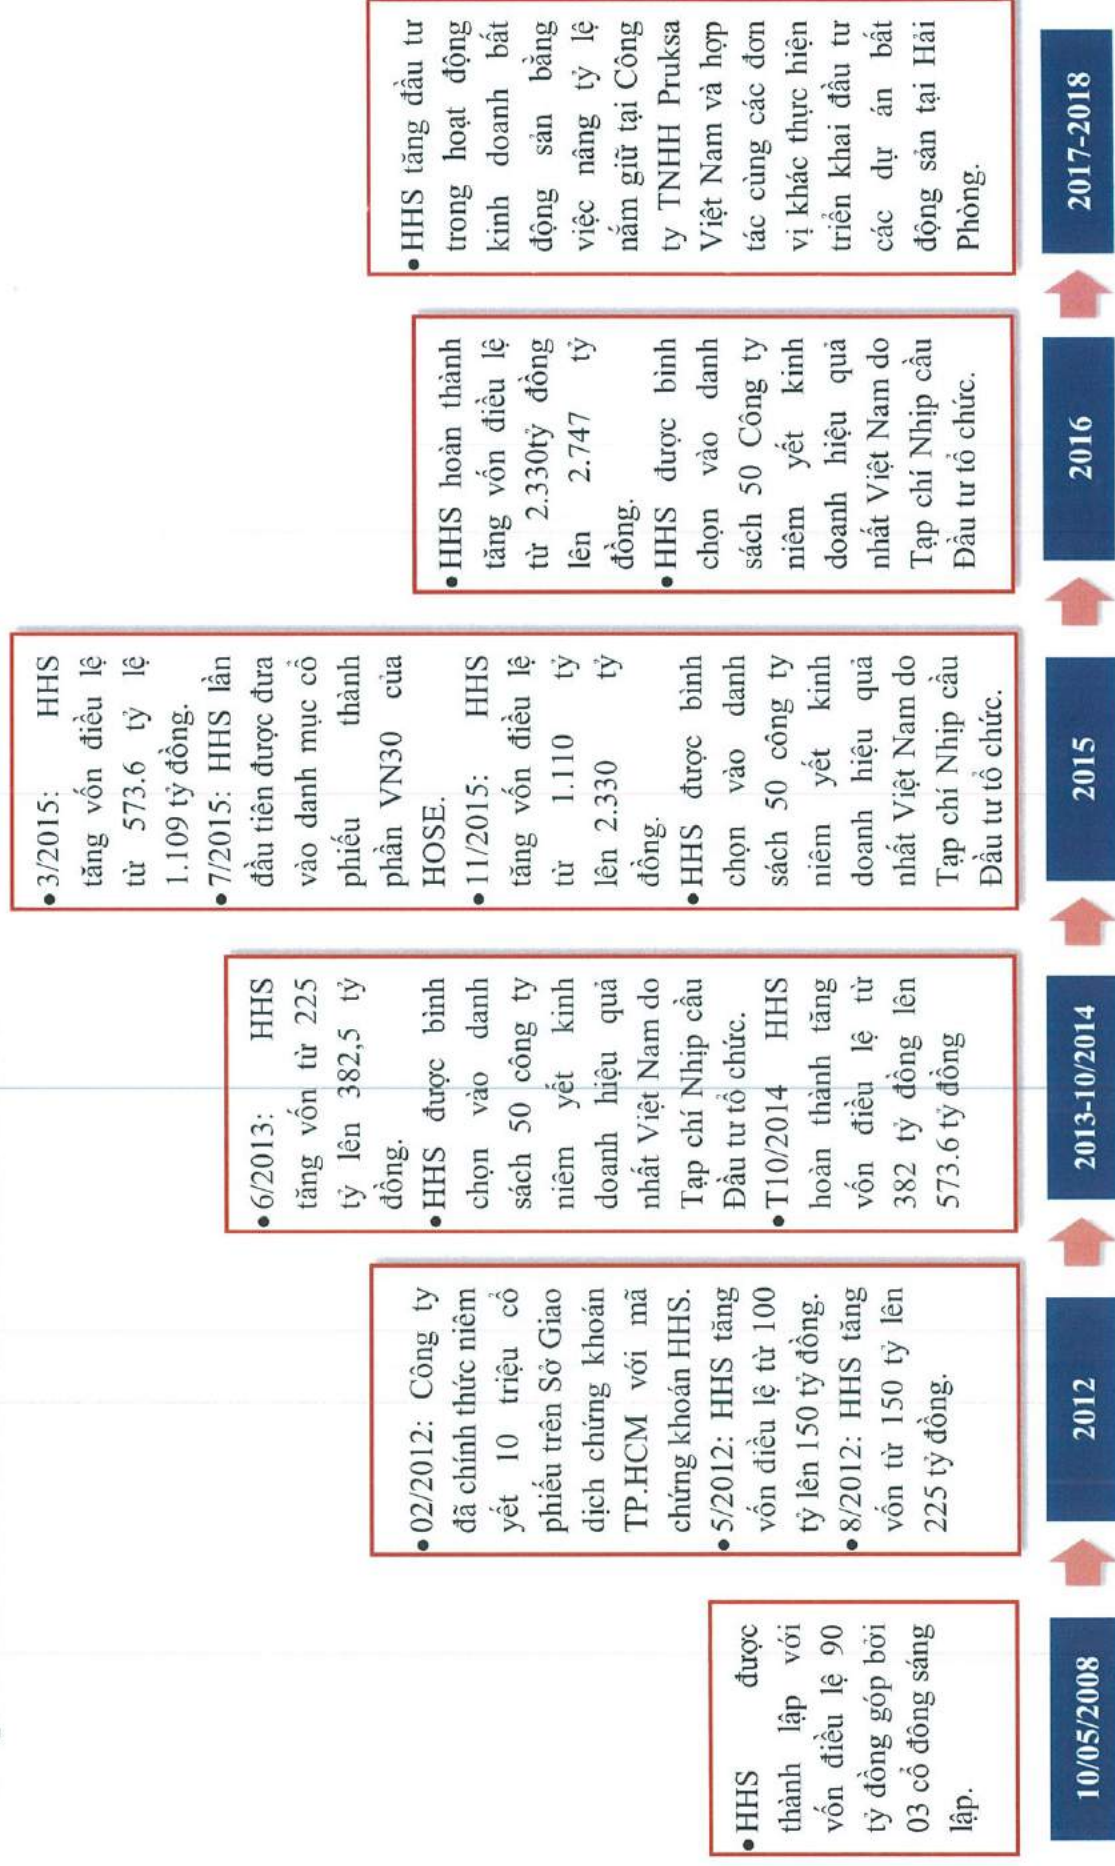 • HHS được
thành lập với
vốn điều lệ 90
tỷ đồng góp bởi
03 cổ đông sáng
lập.
10/05/2008
• 02/2012: Công ty
đã chính thức niêm
yết 10 triệu cổ
phiếu trên Sở Giao
dịch chứng khoán
TP.HCM với mã
chứng khoán HHS.
• 5/2012: HHS tăng
vốn điều lệ từ 100
tỷ lên 150 tỷ đồng.
• 8/2012: HHS tăng
vốn từ 150 tỷ lên
225 tỷ đồng.
2012
• 6/2013: HHS
tăng vốn từ 225
tỷ lên 382,5 tỷ
đồng.
• HHS được bình
chọn vào danh
sách 50 công ty
niêm yết kinh
doanh hiệu quả
nhất Việt Nam do
Tạp chí Nhịp cầu
Đầu tư tổ chức.
• T10/2014 HHS
hoàn thành tăng
vốn điều lệ từ
382 tỷ đồng lên
573.6 tỷ đồng
2013-10/2014
• 3/2015: HHS
tăng vốn điều lệ
từ 573.6 tỷ lệ
1.109 tỷ đồng.
• 7/2015: HHS lần
đầu tiên được đưa
vào danh mục cổ
phiếu thành
phần VN30 của
HOSE.
• 11/2015: HHS
tăng vốn điều lệ
từ 1.110 tỷ
lên 2.330 tỷ
đồng.
• HHS được bình
chọn vào danh
sách 50 công ty
niêm yết kinh
doanh hiệu quả
nhất Việt Nam do
Tạp chí Nhịp cầu
Đầu tư tổ chức.
2015
• HHS hoàn thành
tăng vốn điều lệ
từ 2.330tỷ đồng
lên 2.747 tỷ
đồng.
• HHS được bình
chọn vào danh
sách 50 Công ty
niêm yết kinh
doanh hiệu quả
nhất Việt Nam do
Tạp chí Nhịp cầu
Đầu tư tổ chức.
2016
• HHS tăng đầu tư
trong hoạt động
kinh doanh bất
động sản bằng
việc nâng tỷ lệ
nắm giữ tại Công
ty TNHH Pruksa
Việt Nam và hợp
tác cùng các đơn
vị khác thực hiện
triển khai đầu tư
các dự án bất
động sản tại Hải
Phòng.
2017-2018